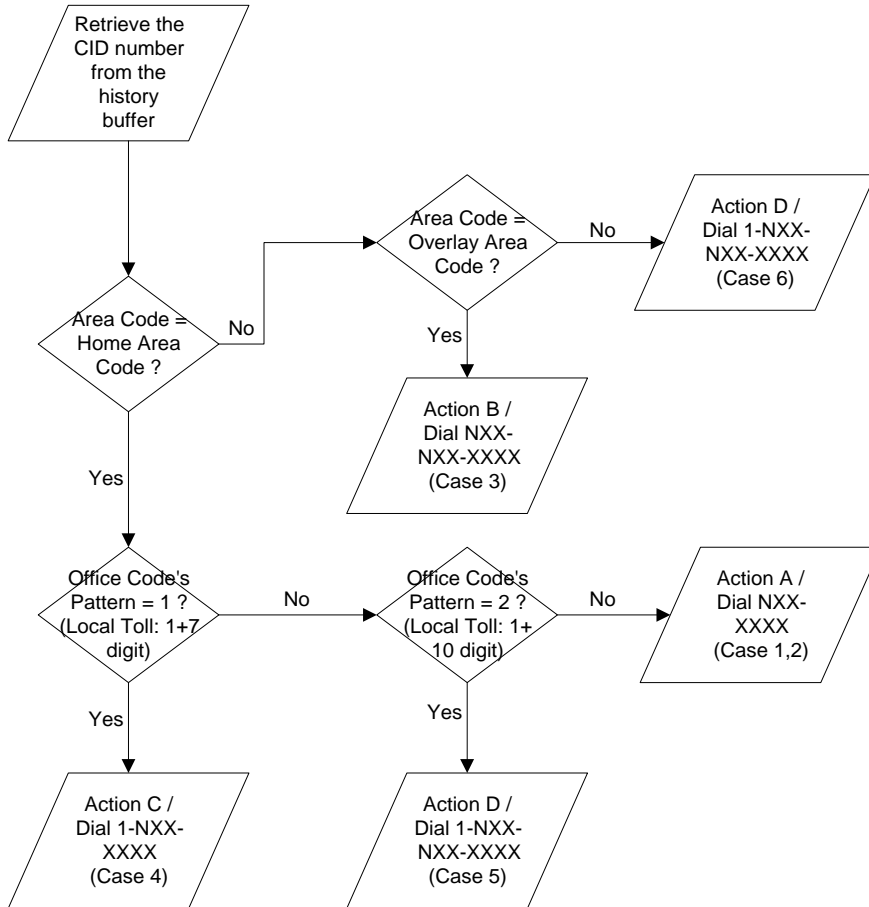 Retrieve the
CID number
from the
history
buffer
Area Code =
Overlay Area
Code ?
No
Action D /
Dial 1-NXX-
NXX-XXXX
(Case 6)
Area Code =
Home Area
Code ?
No
Yes
Action B /
Dial NXX-
NXX-XXXX
(Case 3)
Yes
Office Code's
Pattern = 1 ?
(Local Toll: 1+7
digit)
No
Office Code's
Pattern = 2 ?
(Local Toll: 1+
10 digit)
No
Action A /
Dial NXX-
XXXX
(Case 1,2)
Yes
Yes
Action C /
Dial 1-NXX-
XXXX
(Case 4)
Action D /
Dial 1-NXX-
NXX-XXXX
(Case 5)